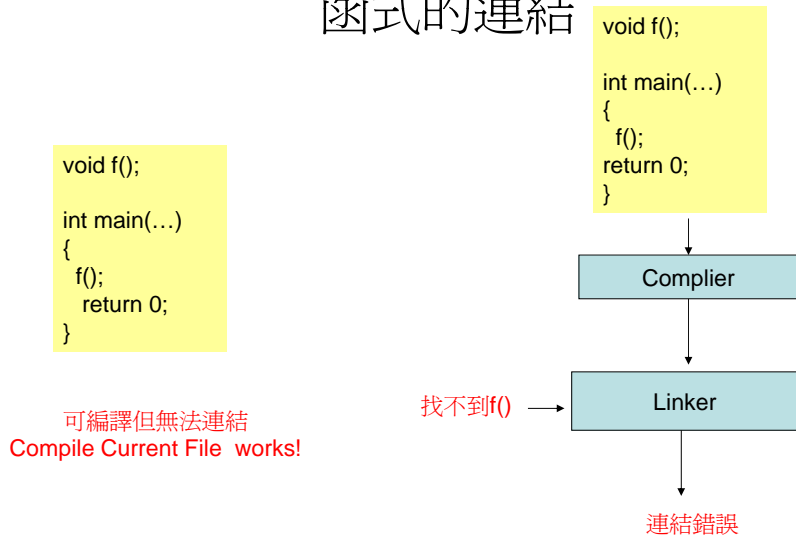 函式的連結
void f();
int main(…)
{
f();
return 0;
}
可編譯但無法連結
Compile Current File works!
void f();
int main(…)
{
f();
return 0;
}
Complier
找不到f()
Linker
連結錯誤